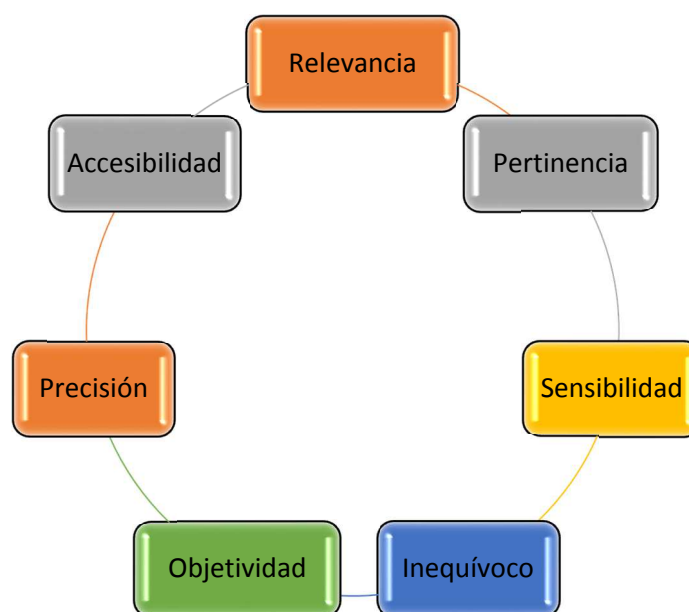 Relevancia
Pertinencia
Sensibilidad
Inequívoco
Objetividad
Precisión
Accesibilidad